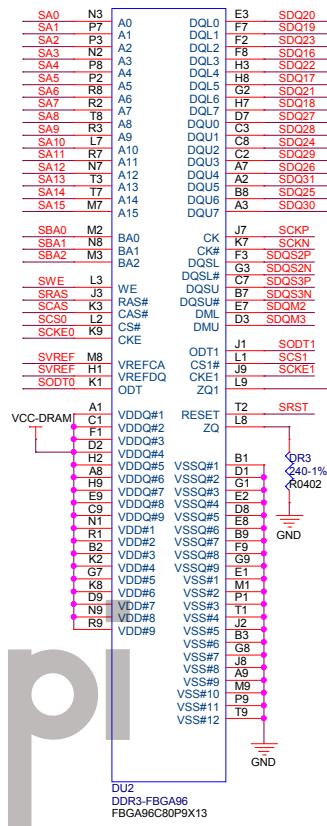 SA0 N3 A0 DQL0 E3 SDQ20
SA1 P7 A1 DQL1 F7 SDQ19
SA2 P3 A2 DQL2 F2 SDQ23
SA3 N2 A3 DQL3 F8 SDQ16
SA4 P8 A4 DQL4 H3 SDQ22
SA5 P2 A5 DQL5 H8 SDQ17
SA6 R8 A6 DQL6 G2 SDQ21
SA7 R2 A7 DQL7 H7 SDQ18
SA8 T8 A8 DQU0 D7 SDQ27
SA9 R3 A9 DQU1 C3 SDQ28
SA10 L7 A10 DQU2 C8 SDQ24
SA11 R7 A11 DQU3 C2 SDQ29
SA12 N7 A12 DQU4 A7 SDQ26
SA13 T3 A13 DQU5 A2 SDQ31
SA14 T7 A14 DQU6 B8 SDQ25
SA15 M7 A15 DQU7 A3 SDQ30
SBA0 M2 BA0 CK J7 SCKP
SBA1 N8 BA1 CK# K7 SCKN
SBA2 M3 BA2 DQSL F3 SDQS2P
DQSL# G3 SDQS2N
SWE L3 WE DQSU C7 SDQS3P
SRAS J3 RAS# DQSU# B7 SDQS3N
SCAS K3 CAS# DML E7 SDQM2
SCS0 L2 CS# DMU D3 SDQM3
SCKE0 K9 CKE
ODT1 J1 SODT1
SVREF M8 VREFCA CS1# L1 SCS1
SVREF H1 VREFDQ CKE1 J9 SCKE1
SODT0 K1 ODT ZQ1 L9
A1 VDDQ#1 RESET T2 SRST
VCC-DRAM C1 VDDQ#2 ZQ L8
F1 VDDQ#3
D2 VDDQ#4
H2 VDDQ#5 VSSQ#1 B1
A8 VDDQ#6 VSSQ#2 D1
H9 VDDQ#7 VSSQ#3 G1
E9 VDDQ#8 VSSQ#4 E2
C9 VDDQ#9 VSSQ#5 D8
N1 VDD#1 VSSQ#6 E8
R1 VDD#2 VSSQ#7 B9
B2 VDD#3 VSSQ#8 F9
K2 VDD#4 VSSQ#9 G9
G7 VDD#5 VSS#1 E1
K8 VDD#6 VSS#2 M1
D9 VDD#7 VSS#3 P1
N9 VDD#8 VSS#4 T1
R9 VDD#9 VSS#5 J2
VSS#6 B3
VSS#7 G8
VSS#8 J8
VSS#9 A9
VSS#10 M9
VSS#11 P9
VSS#12 T9
DR3
240-1%
R0402
GND
GND
pi
DU2
DDR3-FBGA96
FBGA96C80P9X13